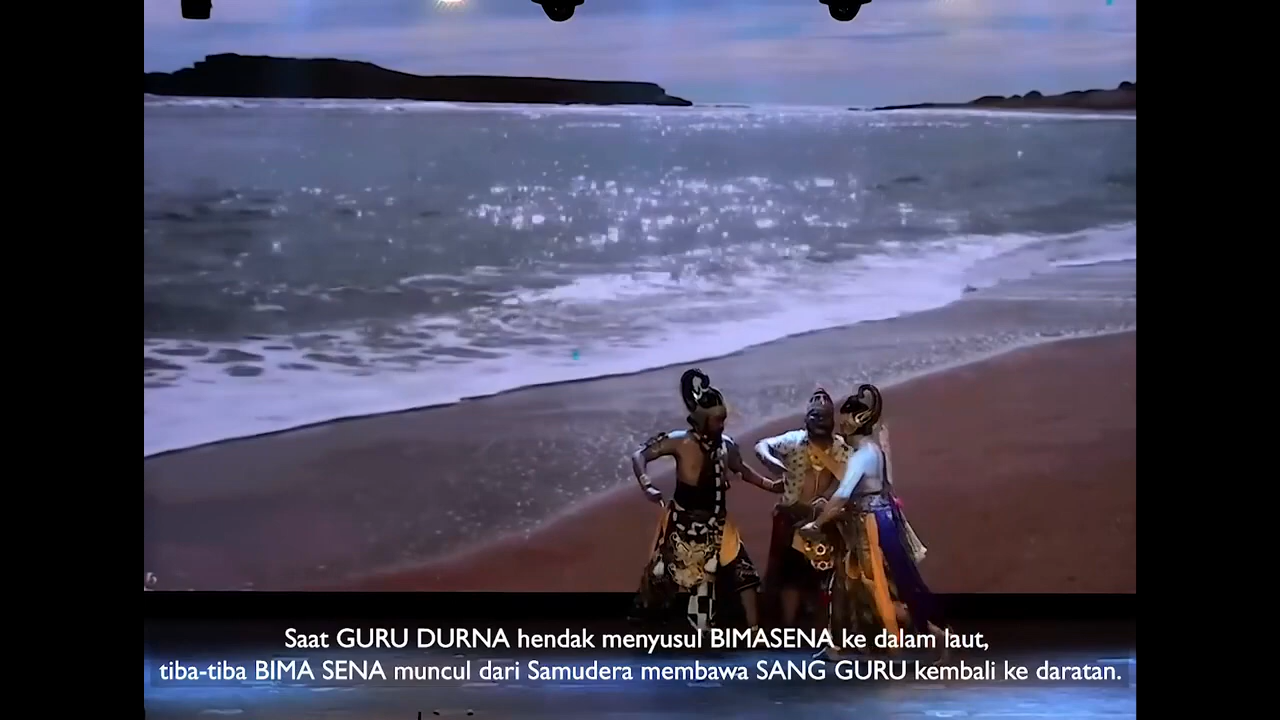 Saat GURU DURNA hendak menyusul BIMASENA ke dalam laut,
tiba-tiba BIMA SENA muncul dari Samudera membawa SANG GURU kembali ke daratan.